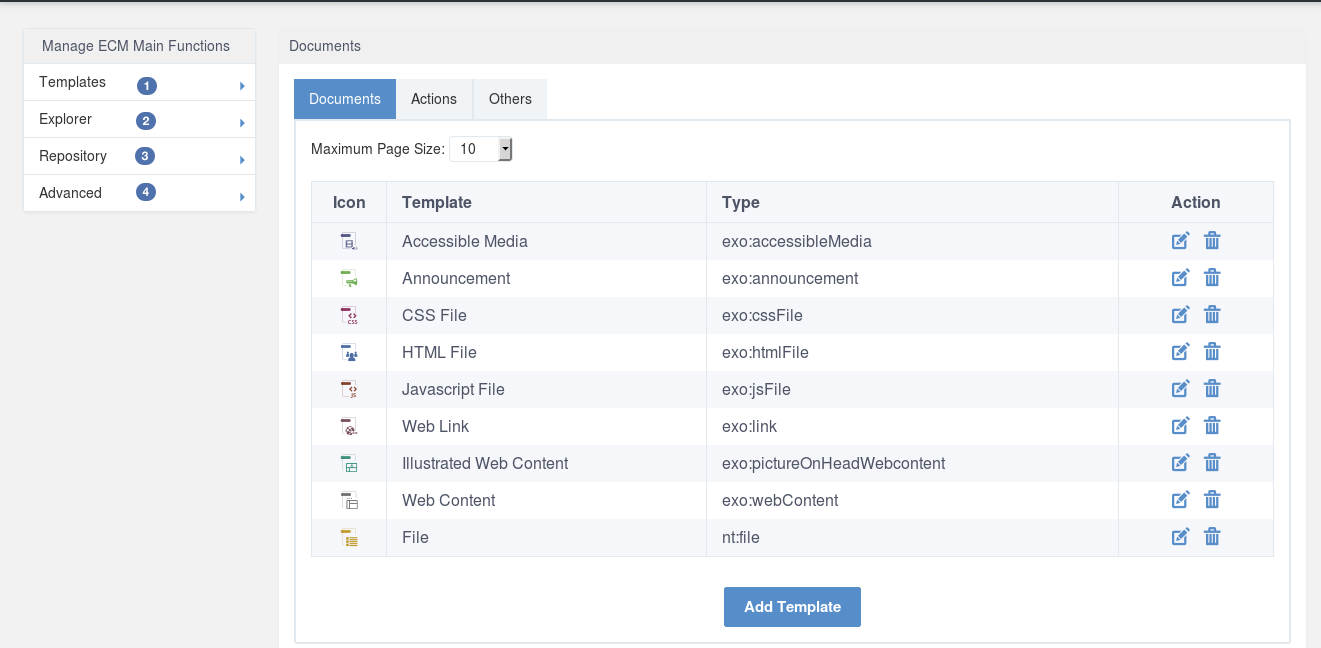 Manage ECM Main Functions
Templates 1
Explorer 2
Repository 3
Advanced 4
Documents
Documents Actions Others
Maximum Page Size: 10
Icon Template Type Action
Accessible Media exo:accessibleMedia
Announcement exo:announcement
CSS File exo:cssFile
HTML File exo:htmlFile
Javascript File exo:jsFile
Web Link exo:link
Illustrated Web Content exo:pictureOnHeadWebcontent
Web Content exo:webContent
File nt:file
Add Template